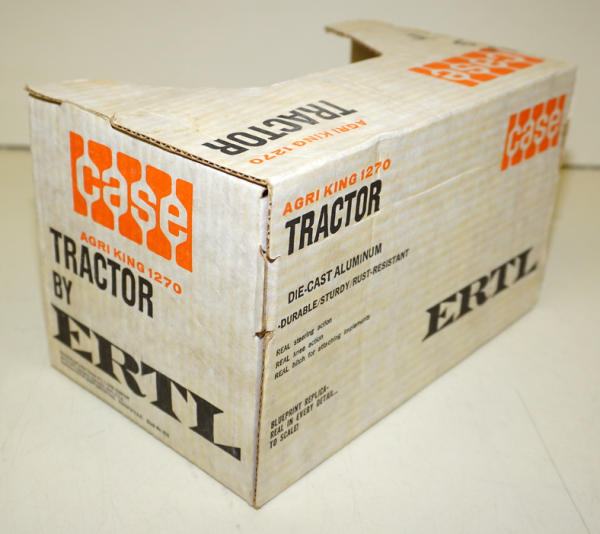 case
AGRI KING 1270
TRACTOR
BY
ERTL
case
AGRI KING 1270
TRACTOR
case
AGRI KING 1270
TRACTOR
DIE-CAST ALUMINUM
-DURABLE/STURDY/RUST-RESISTANT
REAL steering action
REAL knee action
REAL hitch for attaching implements
BLUEPRINT REPLICA-
REAL IN EVERY DETAIL...
TO SCALE!
ERTL